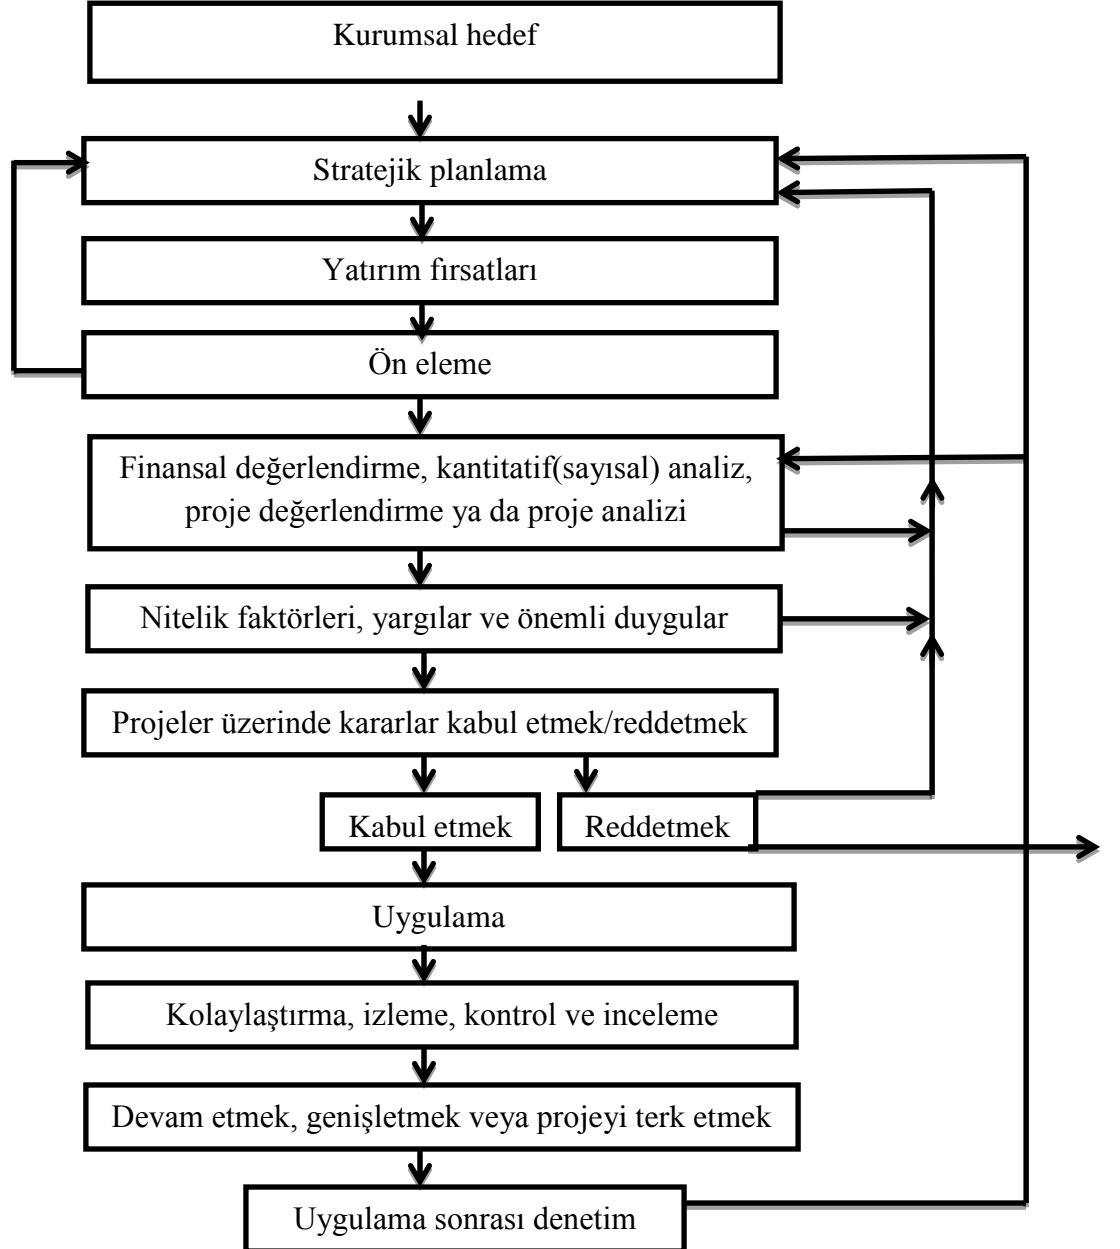 Kurumsal hedef
Stratejik planlama
Yatırım fırsatları
Ön eleme
Finansal değerlendirme, kantitatif(sayısal) analiz,
proje değerlendirme ya da proje analizi
Nitelik faktörleri, yargılar ve önemli duygular
Projeler üzerinde kararlar kabul etmek/reddetmek
Kabul etmek
Reddetmek
Uygulama
Kolaylaştırma, izleme, kontrol ve inceleme
Devam etmek, genişletmek veya projeyi terk etmek
Uygulama sonrası denetim